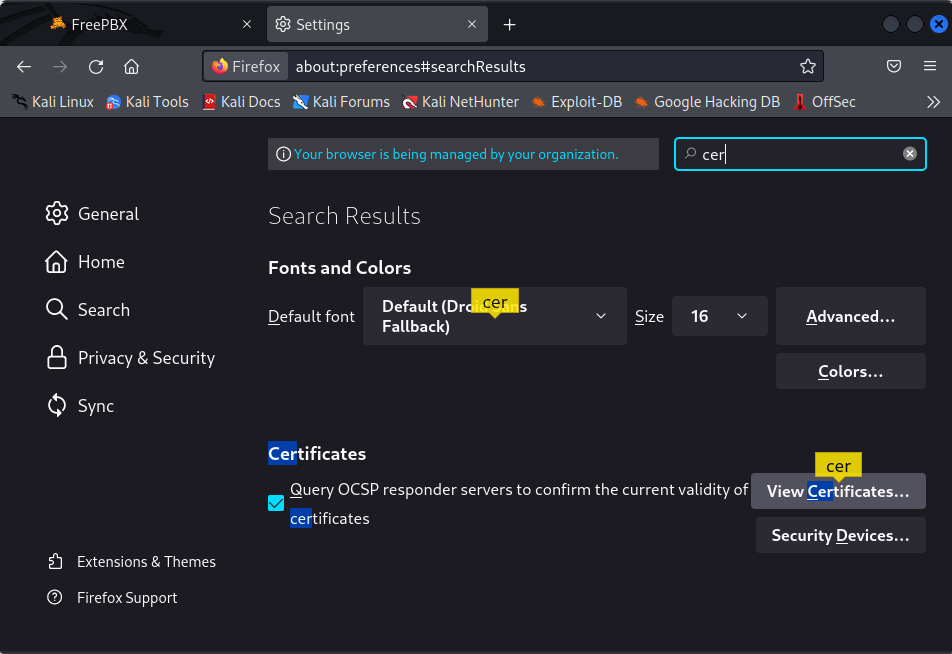 FreePBX
Settings
Firefox about:preferences#searchResults
Kali Linux Kali Tools Kali Docs Kali Forums Kali NetHunter Exploit-DB Google Hacking DB OffSec
Your browser is being managed by your organization.
cer
General
Home
Search
Privacy & Security
Sync
Extensions & Themes
Firefox Support
Search Results
Fonts and Colors
Default font
Default (Droid Sans
Fallback)
cer
Size
16
Advanced...
Colors...
Certificates
Query OCSP responder servers to confirm the current validity of
certificates
cer
View Certificates...
Security Devices...